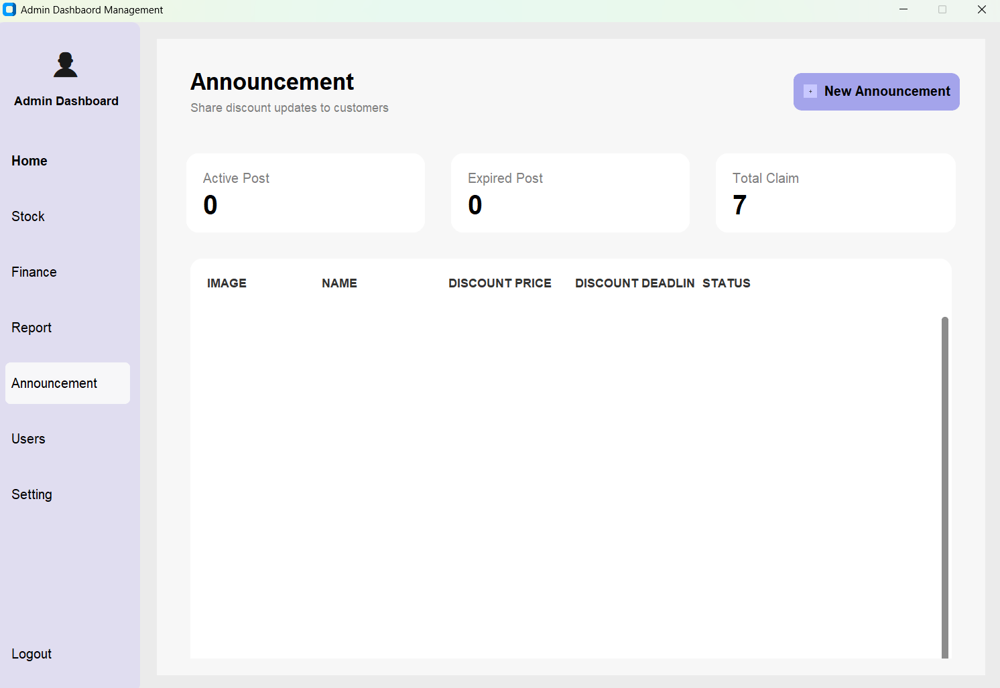 Admin Dashbaord Management
Admin Dashboard
Home
Stock
Finance
Report
Announcement
Users
Setting
Logout
Announcement
Share discount updates to customers
+ New Announcement
Active Post
0
Expired Post
0
Total Claim
7
IMAGE NAME DISCOUNT PRICE DISCOUNT DEADLIN STATUS